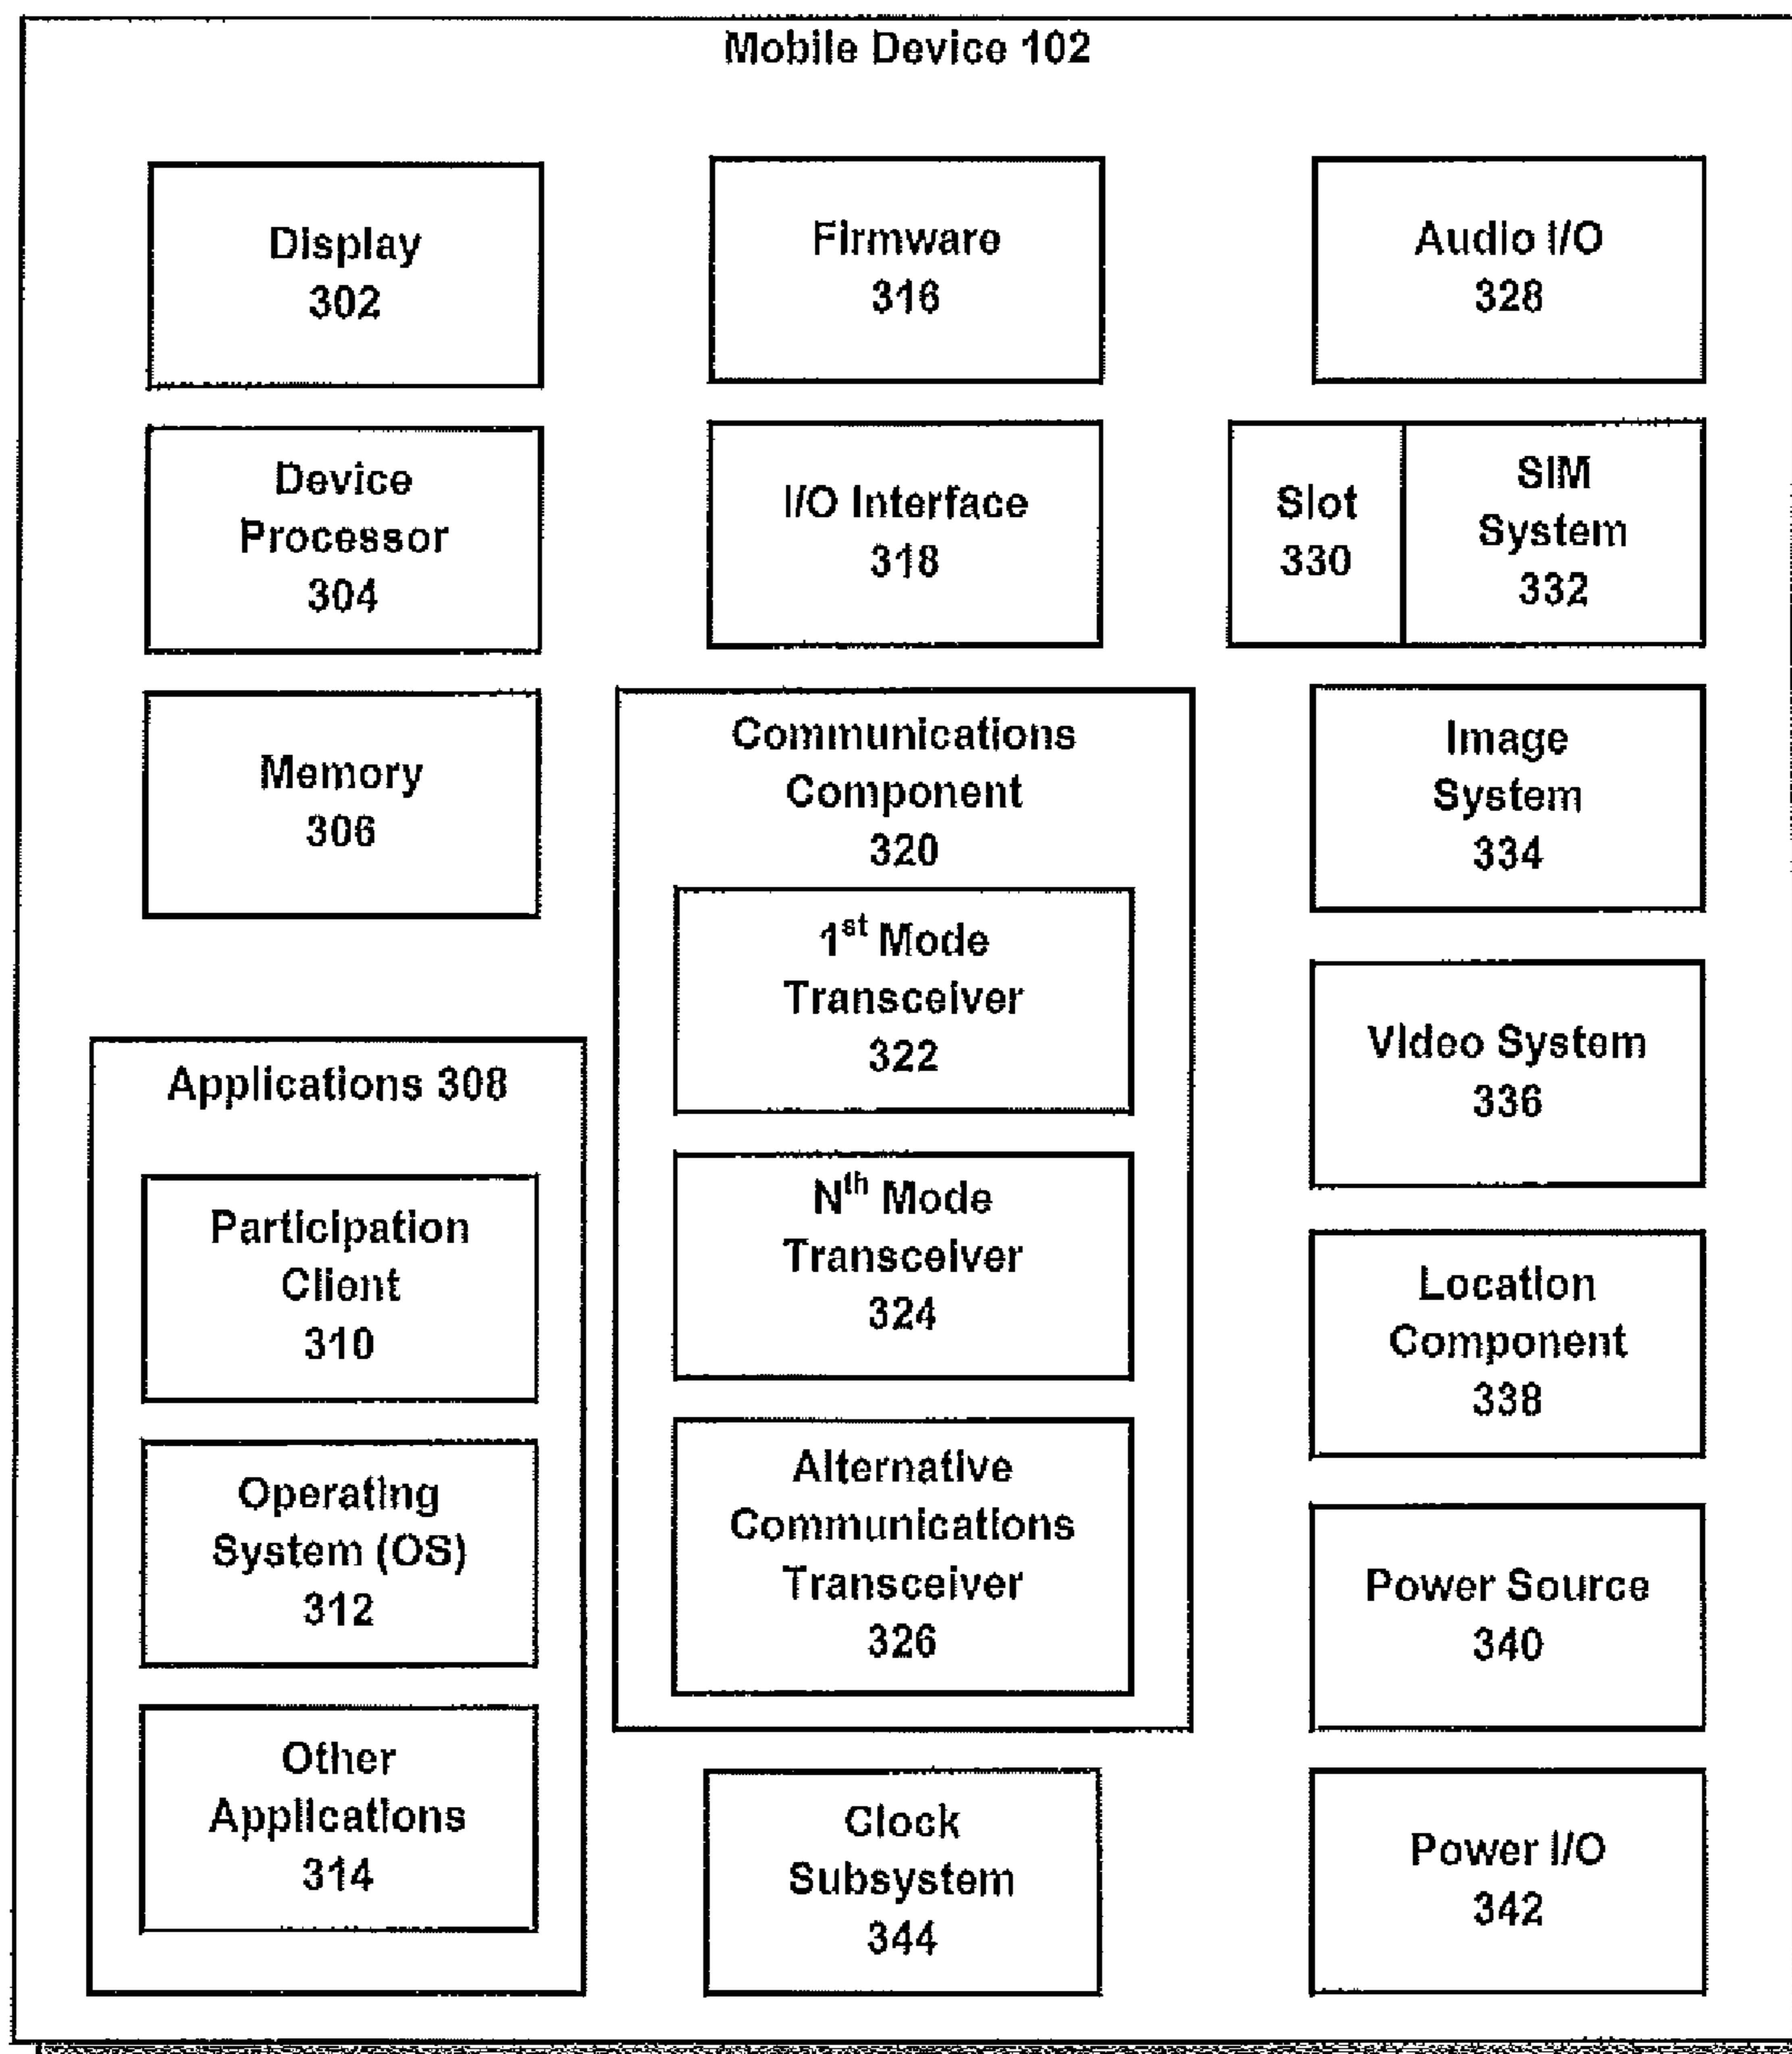 Mobile Device 102
Display
302
Firmware
316
Audio I/O
328
Device
Processor
304
I/O Interface
318
Slot
330
SIM
System
332
Memory
306
Communications
Component
320
1st Mode
Transceiver
322
Nth Mode
Transceiver
324
Alternative
Communications
Transceiver
326
Image
System
334
Video System
336
Location
Component
338
Power Source
340
Power I/O
342
Applications 308
Participation
Client
310
Operating
System (OS)
312
Other
Applications
314
Clock
Subsystem
344